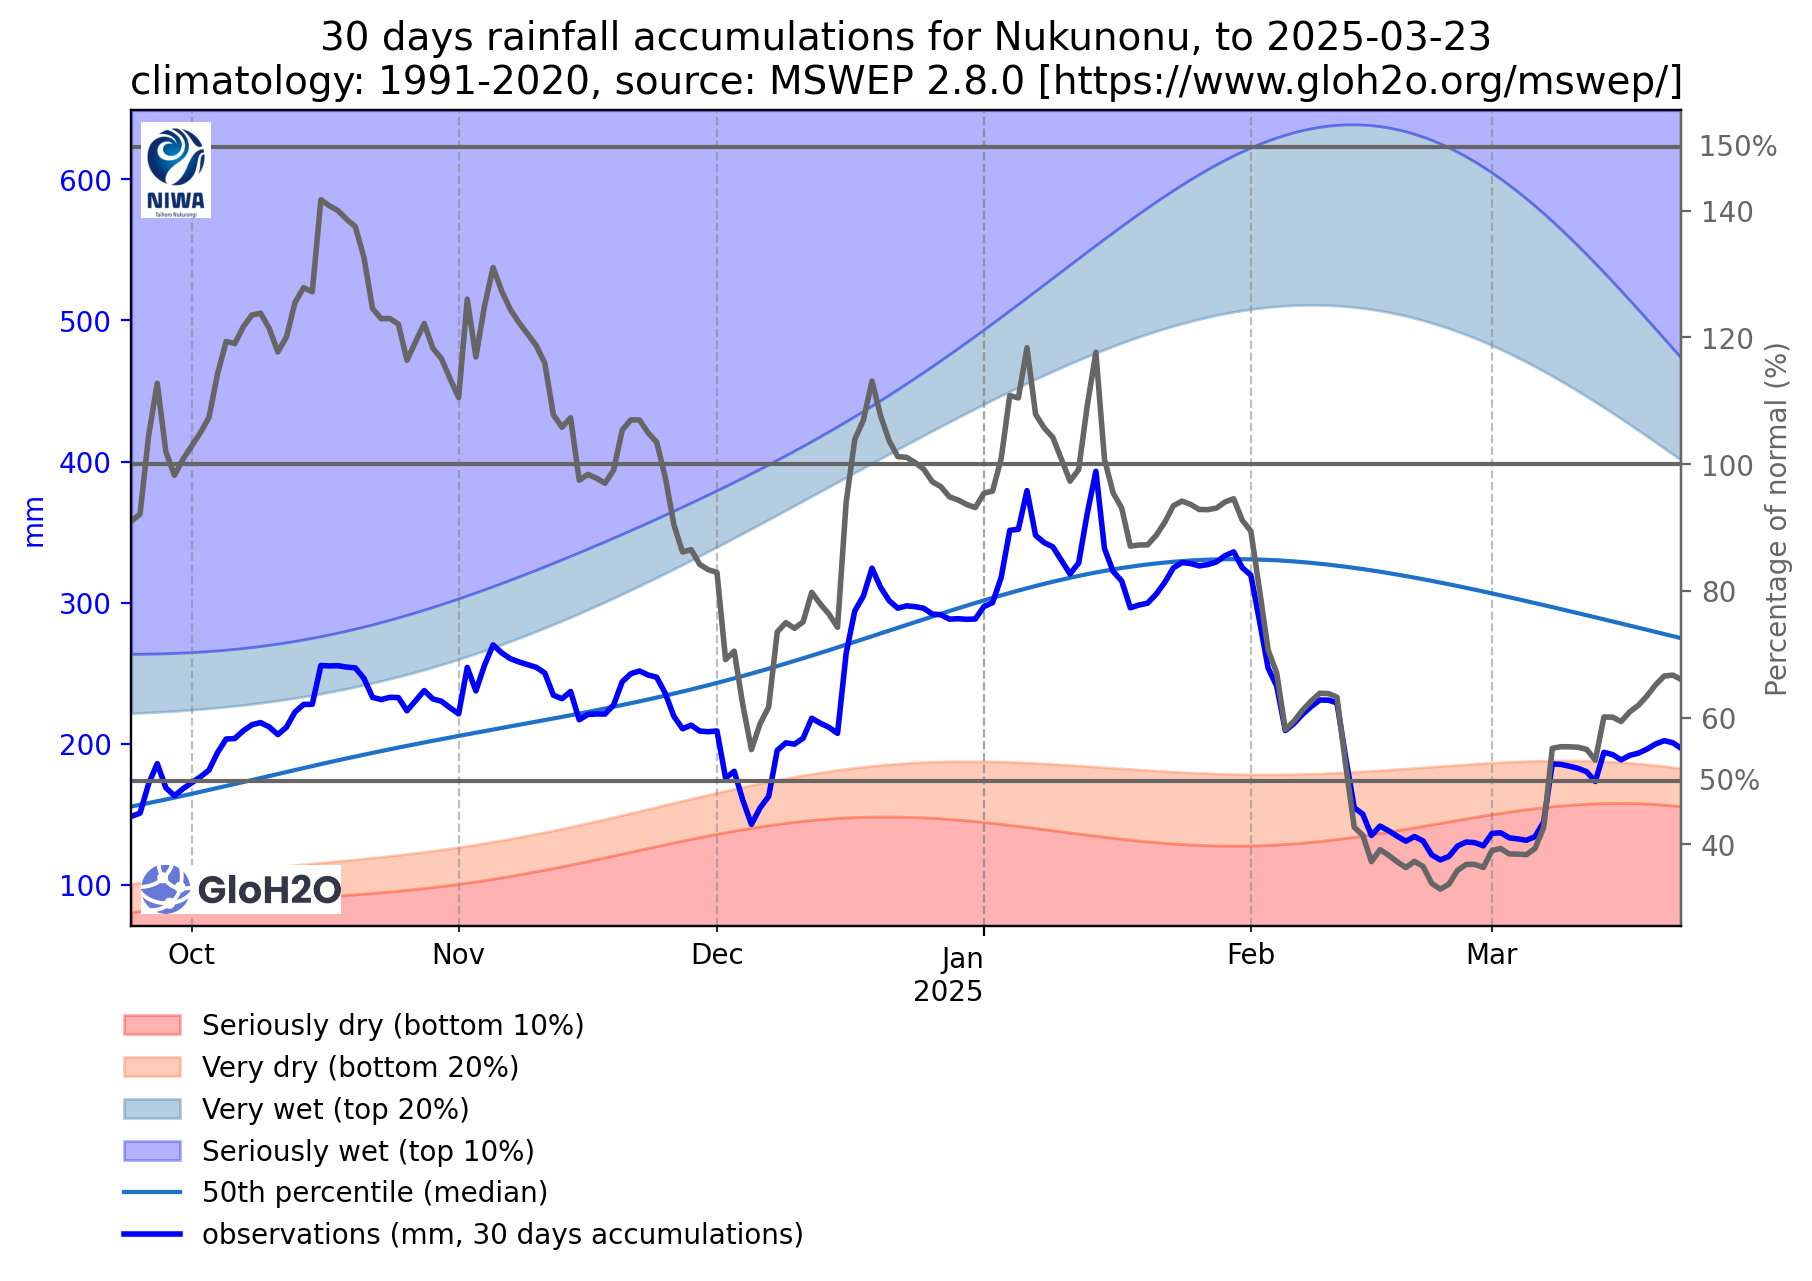 30 days rainfall accumulations for Nukunonu, to 2025-03-23
climatology: 1991-2020, source: MSWEP 2.8.0 [https://www.gloh2o.org/mswep/]
NIWA
Taihoro Nukurangi
600
500
400
300
200
100
mm
150%
140
120
100
80
60
50%
40
Percentage of normal (%)
GloH2O
Oct
Nov
Dec
Jan
2025
Feb
Mar
Seriously dry (bottom 10%)
Very dry (bottom 20%)
Very wet (top 20%)
Seriously wet (top 10%)
50th percentile (median)
observations (mm, 30 days accumulations)